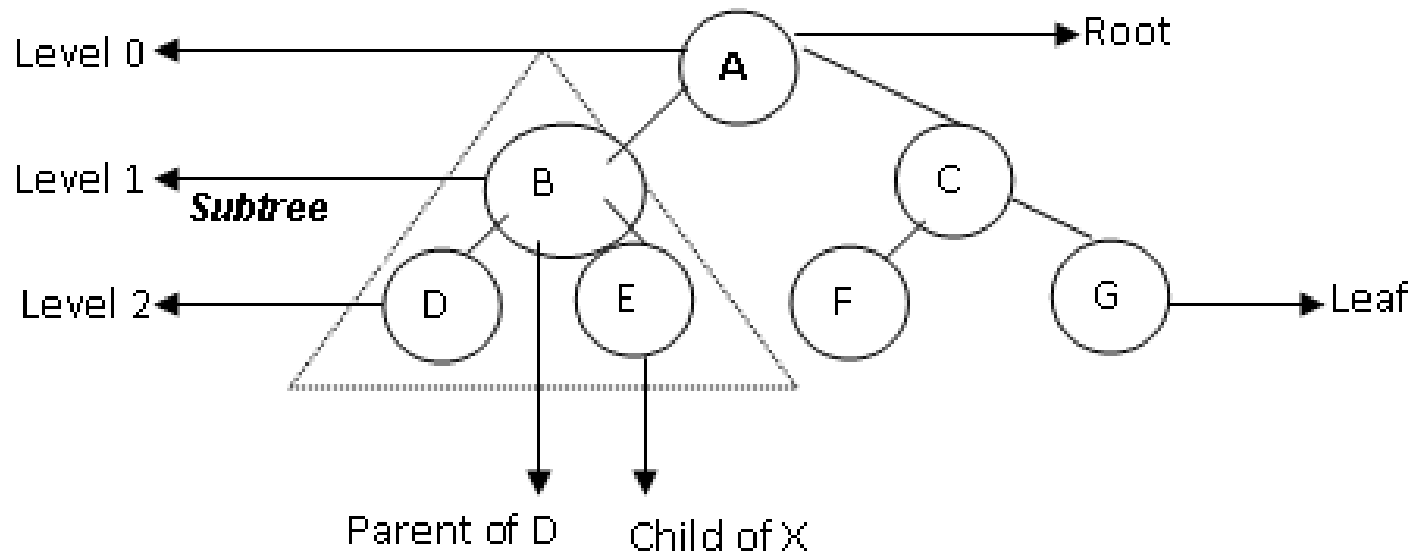 Root
Level 0
A
Level 1
B
C
Subtree
Level 2
D
E
F
G
Leaf
Parent of D
Child of X